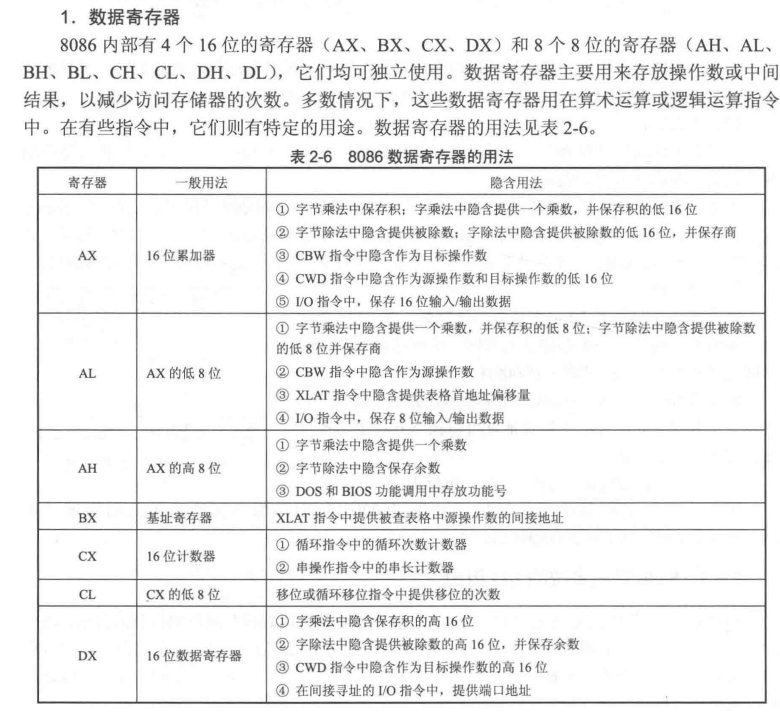 1．数据寄存器
8086 内部有 4 个 16 位的寄存器（AX、BX、CX、DX）和 8 个 8 位的寄存器（AH、AL、
BH、BL、CH、CL、DH、DL），它们均可独立使用。数据寄存器主要用来存放操作数或中间
结果，以减少访问存储器的次数。多数情况下，这些数据寄存器用在算术运算或逻辑运算指令
中。在有些指令中，它们则有特定的用途。数据寄存器的用法见表 2-6。
表 2-6 8086 数据寄存器的用法
寄存器 一般用法 隐含用法
AX 16 位累加器
① 字节乘法中保存积；字乘法中隐含提供一个乘数，并保存积的低 16 位
② 字节除法中隐含提供被除数；字除法中隐含提供被除数的低 16 位，并保存商
③ CBW 指令中隐含作为目标操作数
④ CWD 指令中隐含作为源操作数和目标操作数的低 16 位
⑤ I/O 指令中，保存 16 位输入/输出数据
AL AX 的低 8 位
① 字节乘法中隐含提供一个乘数，并保存积的低 8 位；字节除法中隐含提供被除数
的低 8 位并保存商
② CBW 指令中隐含作为源操作数
③ XLAT 指令中隐含提供表格首地址偏移量
④ I/O 指令中，保存 8 位输入/输出数据
AH AX 的高 8 位
① 字节乘法中隐含提供一个乘数
② 字节除法中隐含保存余数
③ DOS 和 BIOS 功能调用中存放功能号
BX 基址寄存器 XLAT 指令中提供被查表格中源操作数的间接地址
CX 16 位计数器
① 循环指令中的循环次数计数器
② 串操作指令中的串长计数器
CL CX 的低 8 位 移位或循环移位指令中提供移位的次数
DX 16 位数据寄存器
① 字乘法中隐含保存积的高 16 位
② 字除法中隐含提供被除数的高 16 位，并保存余数
③ CWD 指令中隐含作为目标操作数的高 16 位
④ 在间接寻址的 I/O 指令中，提供端口地址